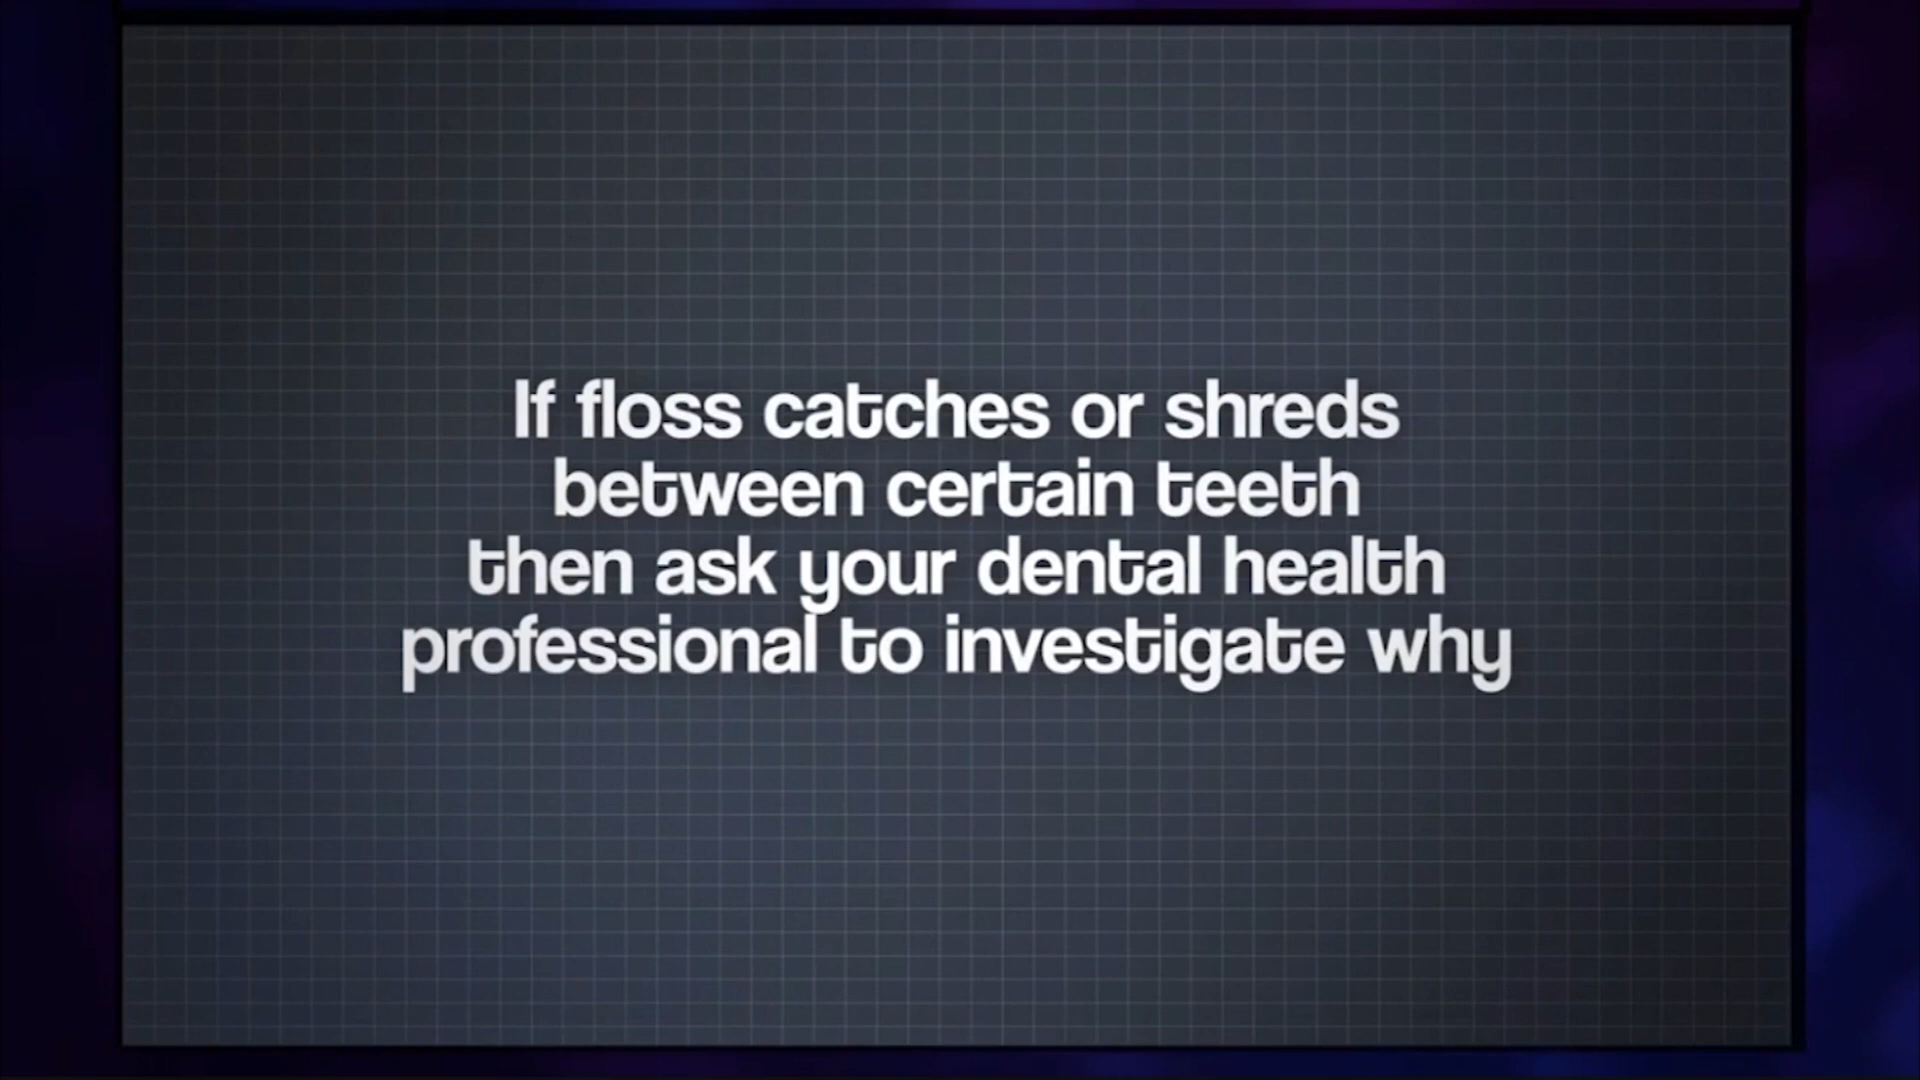 If floss catches or shreds
between certain teeth
then ask your dental health
professional to investigate why